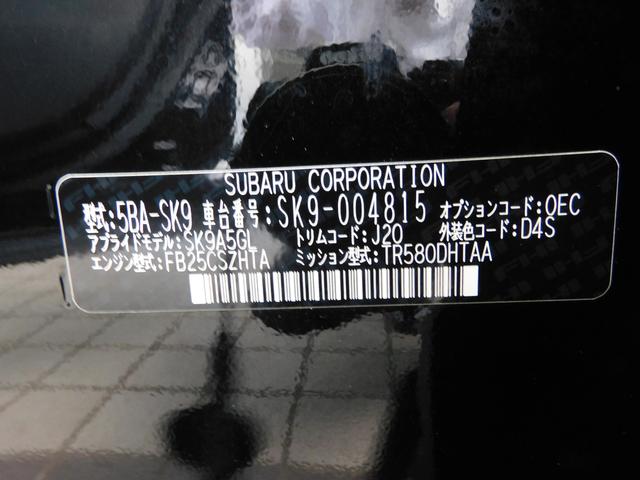 SUBARU CORPORATION
型式:5BA-SK9 車台番号:SK9-004815 オプションコード:OEC
アプライドモデル:SK9A5GL トリムコード:J20 外装色コード:D4S
エンジン型式:FB25CSZHTA ミッション型式:TR580DHTAA